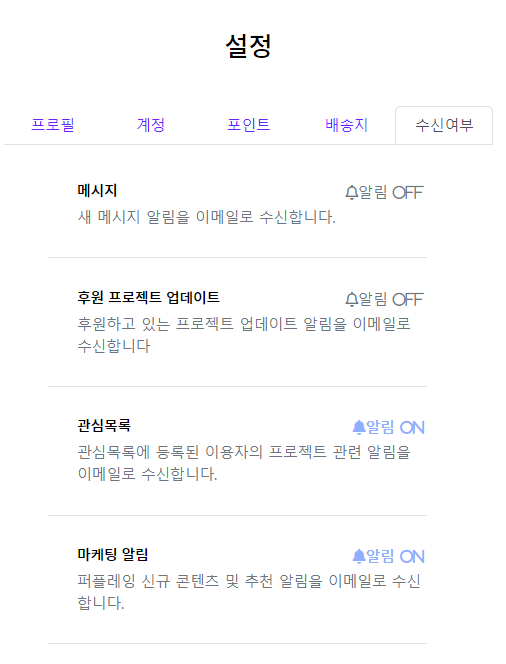 설정
프로필 계정 포인트 배송지 수신여부
메시지 알림 OFF
새 메시지 알림을 이메일로 수신합니다.
후원 프로젝트 업데이트 알림 OFF
후원하고 있는 프로젝트 업데이트 알림을 이메일로
수신합니다
관심목록 알림 ON
관심목록에 등록된 이용자의 프로젝트 관련 알림을
이메일로 수신합니다.
마케팅 알림 알림 ON
퍼플레잉 신규 콘텐츠 및 추천 알림을 이메일로 수신
합니다.